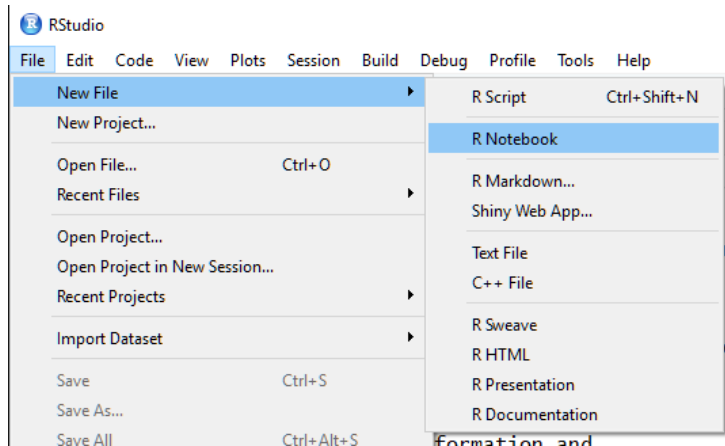 RStudio
File Edit Code View Plots Session Build Debug Profile Tools Help
New File
New Project...
Open File... Ctrl+O
Recent Files
Open Project...
Open Project in New Session...
Recent Projects
Import Dataset
Save Ctrl+S
Save As...
Save All Ctrl+Alt+S
R Script Ctrl+Shift+N
R Notebook
R Markdown...
Shiny Web App...
Text File
C++ File
R Sweave
R HTML
R Presentation
R Documentation
formation and